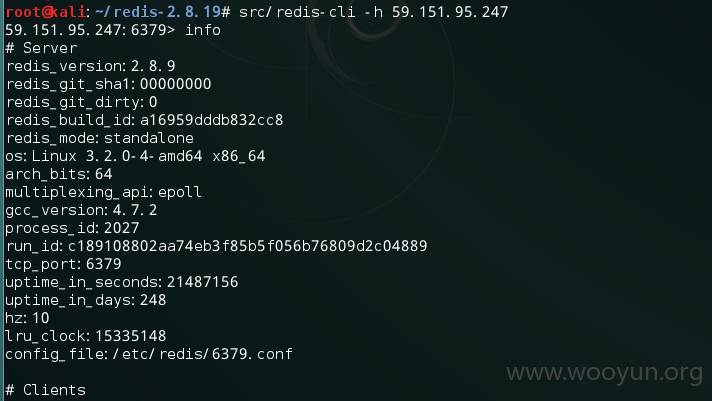 root@kali:~/redis-2.8.19# src/redis-cli -h 59.151.95.247
59.151.95.247:6379> info
# Server
redis_version:2.8.9
redis_git_sha1:00000000
redis_git_dirty:0
redis_build_id:a16959dddb832cc8
redis_mode:standalone
os:Linux 3.2.0-4-amd64 x86_64
arch_bits:64
multiplexing_api:epoll
gcc_version:4.7.2
process_id:2027
run_id:c189108802aa74eb3f85b5f056b76809d2c04889
tcp_port:6379
uptime_in_seconds:21487156
uptime_in_days:248
hz:10
lru_clock:15335148
config_file:/etc/redis/6379.conf
www.wooyun.org
# Clients